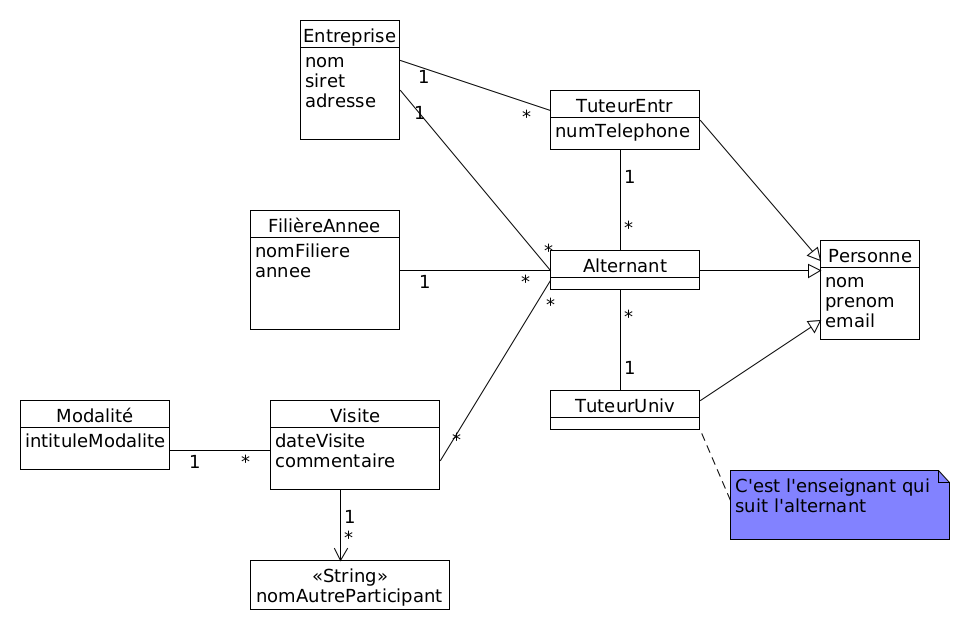 Entreprise
nom
siret
adresse
1
1
*
TuteurEntr
numTelephone
1
*
FilièreAnnee
nomFiliere
annee
1
*
*
*
Alternant
Personne
nom
prenom
email
*
1
TuteurUniv
Modalité
intituleModalite
1
*
Visite
dateVisite
commentaire
*
1
*
«String»
nomAutreParticipant
C'est l'enseignant qui
suit l'alternant